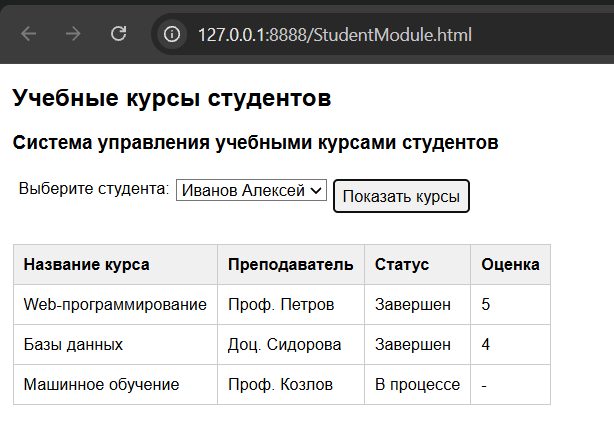 127.0.0.1:8888/StudentModule.html
Учебные курсы студентов
Система управления учебными курсами студентов
Выберите студента: Иванов Алексей Показать курсы
Название курса Преподаватель Статус Оценка
Web-программирование Проф. Петров Завершен 5
Базы данных Доц. Сидорова Завершен 4
Машинное обучение Проф. Козлов В процессе -